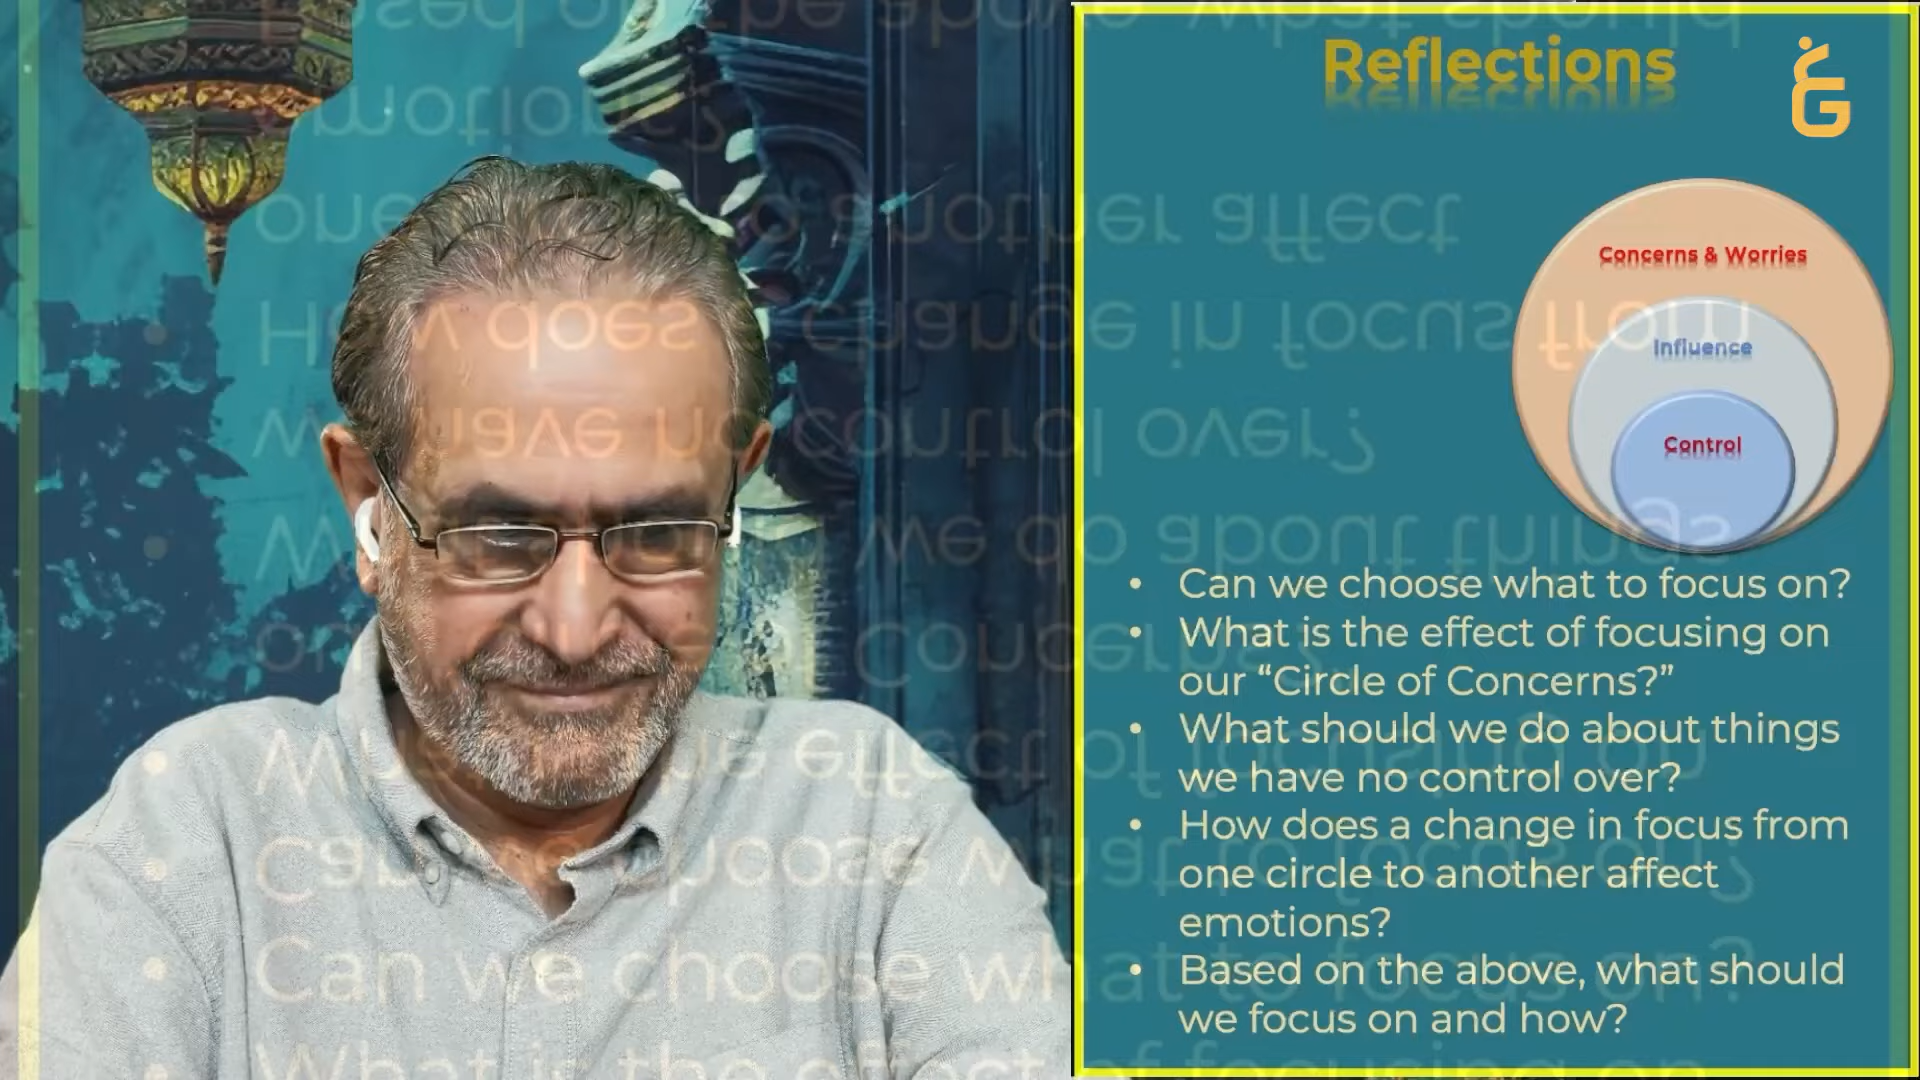 Reflections
Concerns & Worries
Influence
Control
• Can we choose what to focus on?
• What is the effect of focusing on
our “Circle of Concerns?”
• What should we do about things
we have no control over?
• How does a change in focus from
one circle to another affect
emotions?
• Based on the above, what should
we focus on and how?